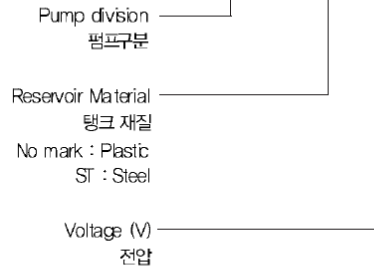 Pump division
펌프구분
Reservoir Material
탱크 재질
No mark : Plastic
ST : Steel
Voltage (V)
전압